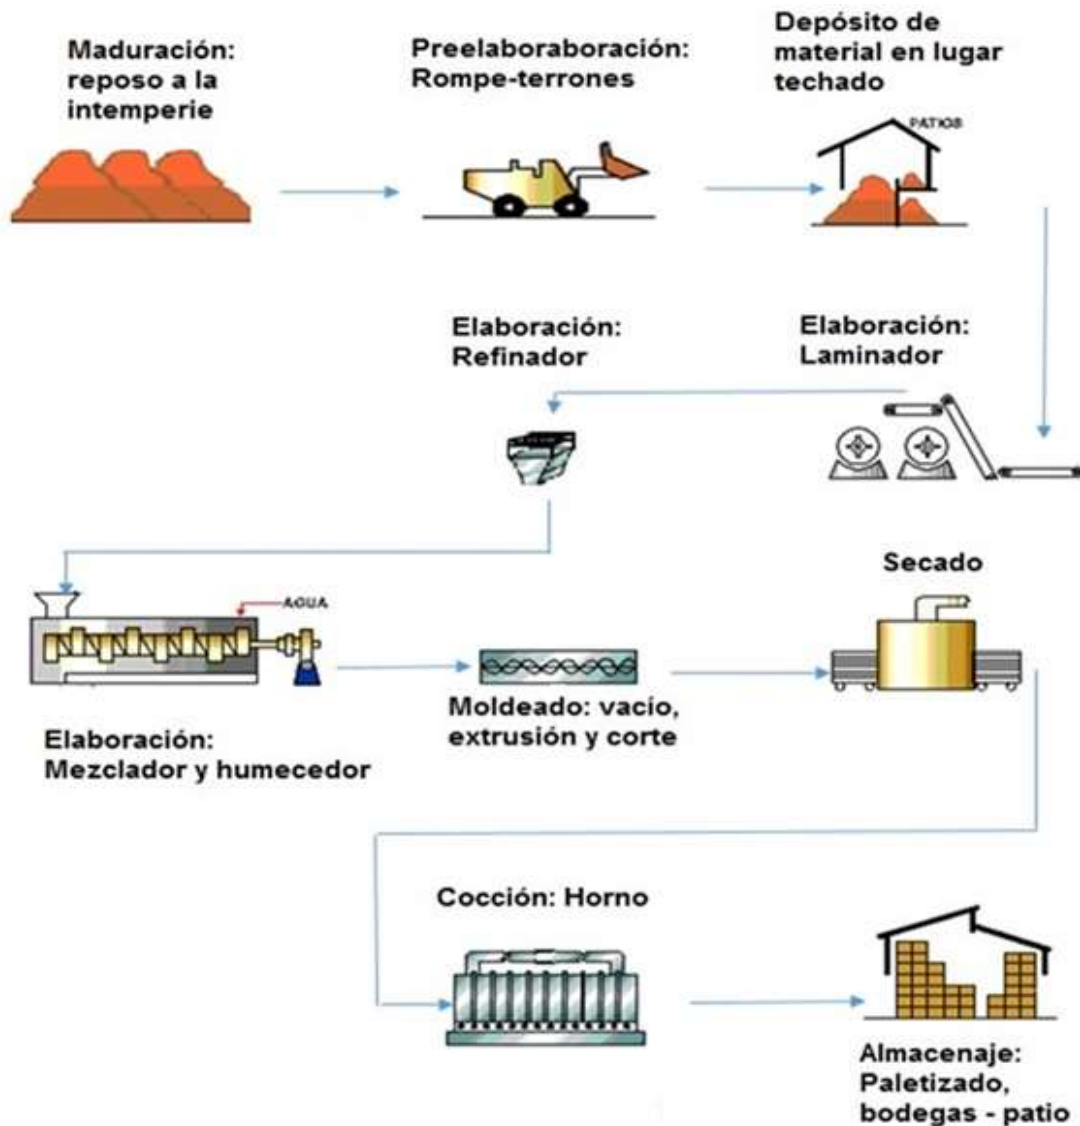 Maduración:
reposo a la
intemperie
Preelaboraboración:
Rompe-terrones
Depósito de
material en lugar
techado
PATIOS
Elaboración:
Refinador
Elaboración:
Laminador
AGUA
Elaboración:
Mezclador y humecedor
Moldeado: vacío,
extrusión y corte
Secado
Cocción: Horno
Almacenaje:
Paletizado,
bodegas - patio